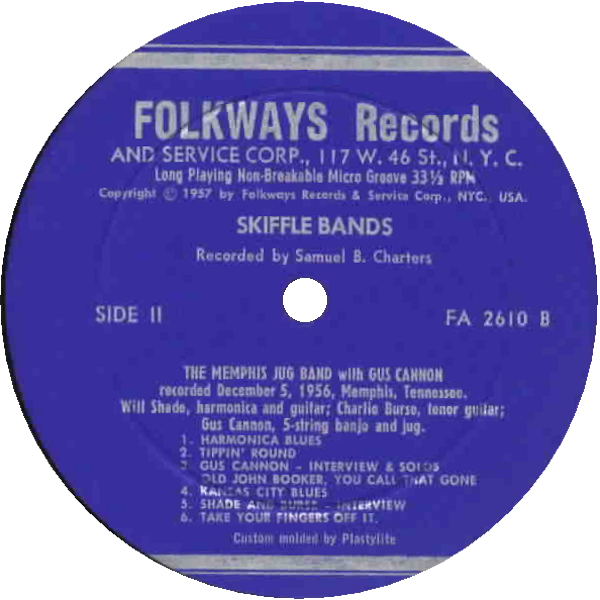 FOLKWAYS Records
AND SERVICE CORP., 117 W. 46 St., N. Y. C.
Long Playing Non-Breakable Micro Groove 33⅓ RPM
Copyright © 1957 by Folkways Records & Service Corp., NYC., USA.
SKIFFLE BANDS
Recorded by Samuel B. Charters
SIDE II FA 2610 B
THE MEMPHIS JUG BAND with GUS CANNON
recorded December 5, 1956, Memphis, Tennessee.
Will Shade, harmonica and guitar; Charlie Burse, tenor guitar;
Gus Cannon, 5-string banjo and jug.
1. HARMONICA BLUES
2. TIPPIN' ROUND
3. GUS CANNON - INTERVIEW & SOLOS
OLD JOHN BOOKER, YOU CALL THAT GONE
4. KANSAS CITY BLUES
5. SHADE AND BURSE - INTERVIEW
6. TAKE YOUR FINGERS OFF IT.
Custom molded by Plastylite